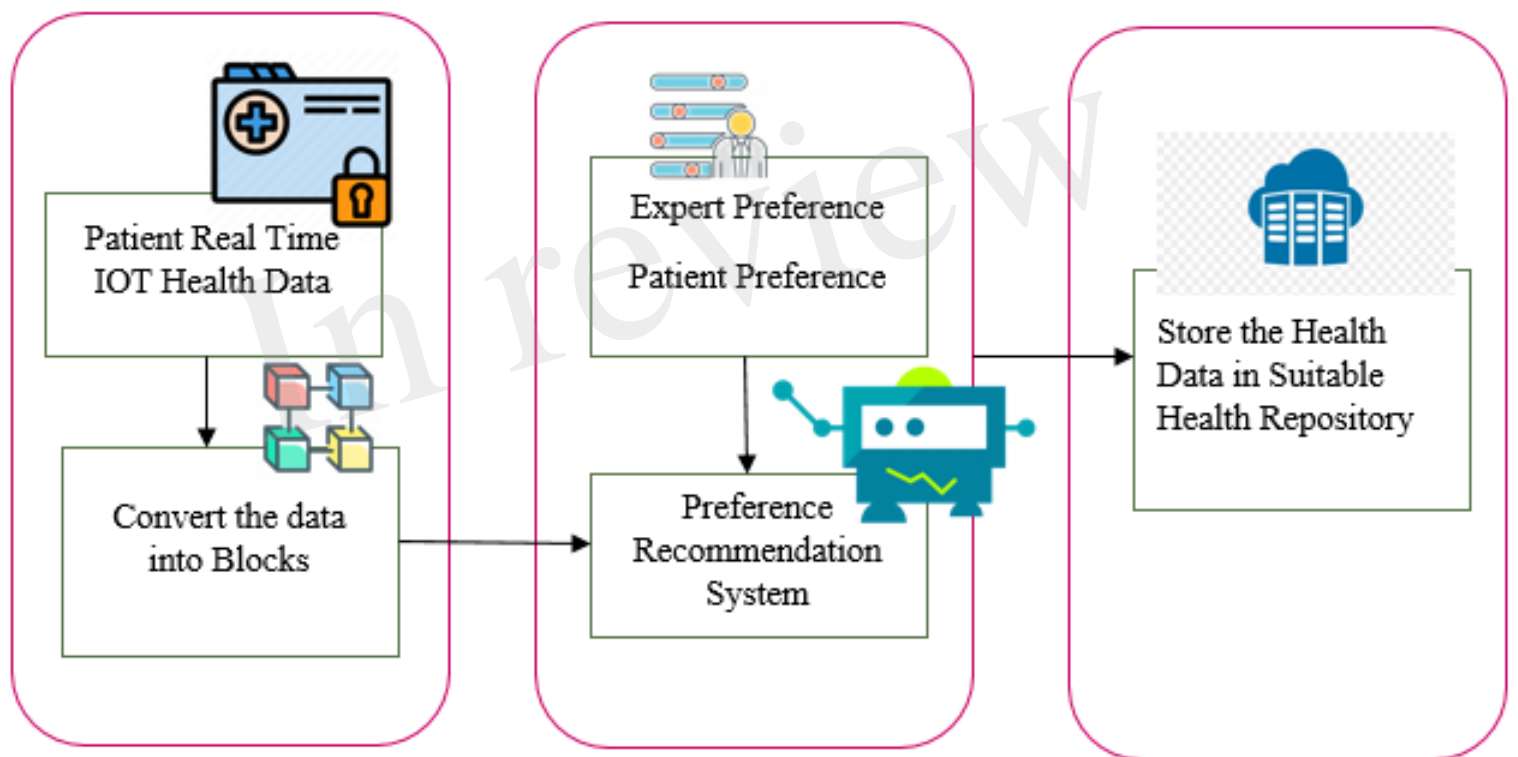 Patient Real Time
IOT Health Data
Convert the data
into Blocks
Expert Preference
Patient Preference
Preference
Recommendation
System
Store the Health
Data in Suitable
Health Repository
In review